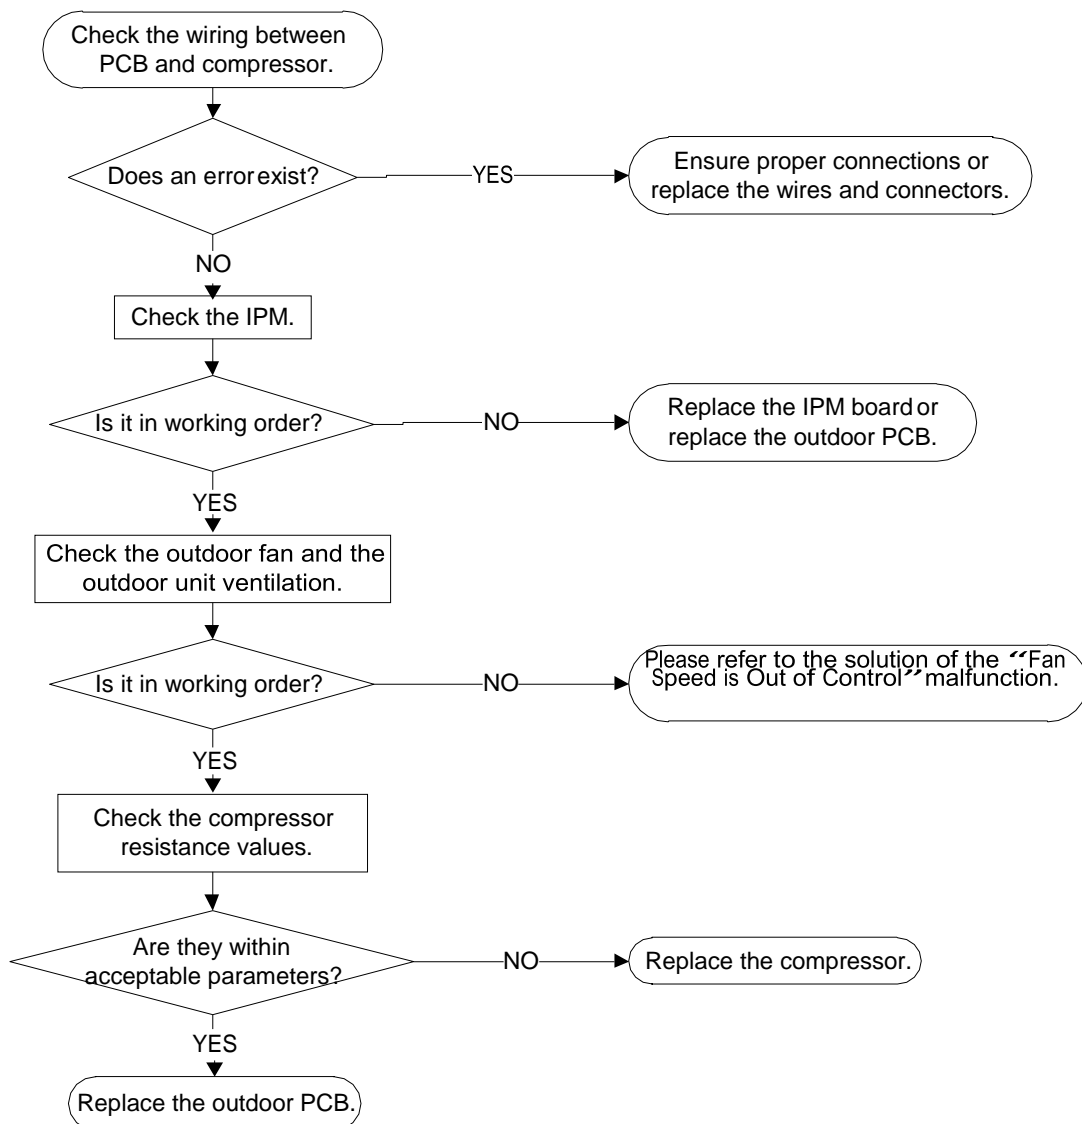 Check the wiring between
PCB and compressor.
Does an error exist?
YES
Ensure proper connections or
replace the wires and connectors.
NO
Check the IPM.
Is it in working order?
NO
Replace the IPM board or
replace the outdoor PCB.
YES
Check the outdoor fan and the
outdoor unit ventilation.
Is it in working order?
NO
Please refer to the solution of the “Fan
Speed is Out of Control” malfunction.
YES
Check the compressor
resistance values.
Are they within
acceptable parameters?
NO
Replace the compressor.
YES
Replace the outdoor PCB.